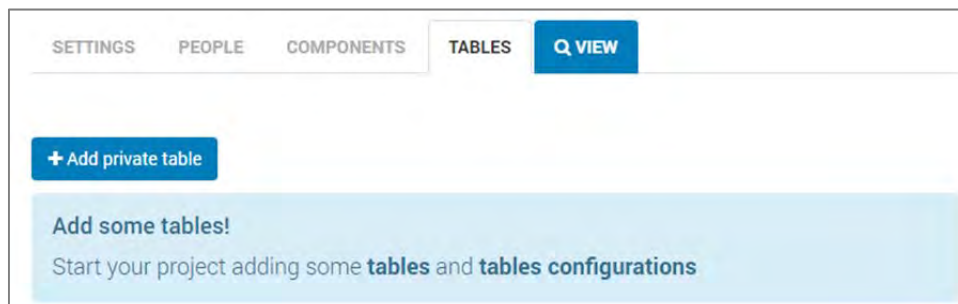 SETTINGS PEOPLE COMPONENTS TABLES VIEW
+ Add private table
Add some tables!
Start your project adding some tables and tables configurations